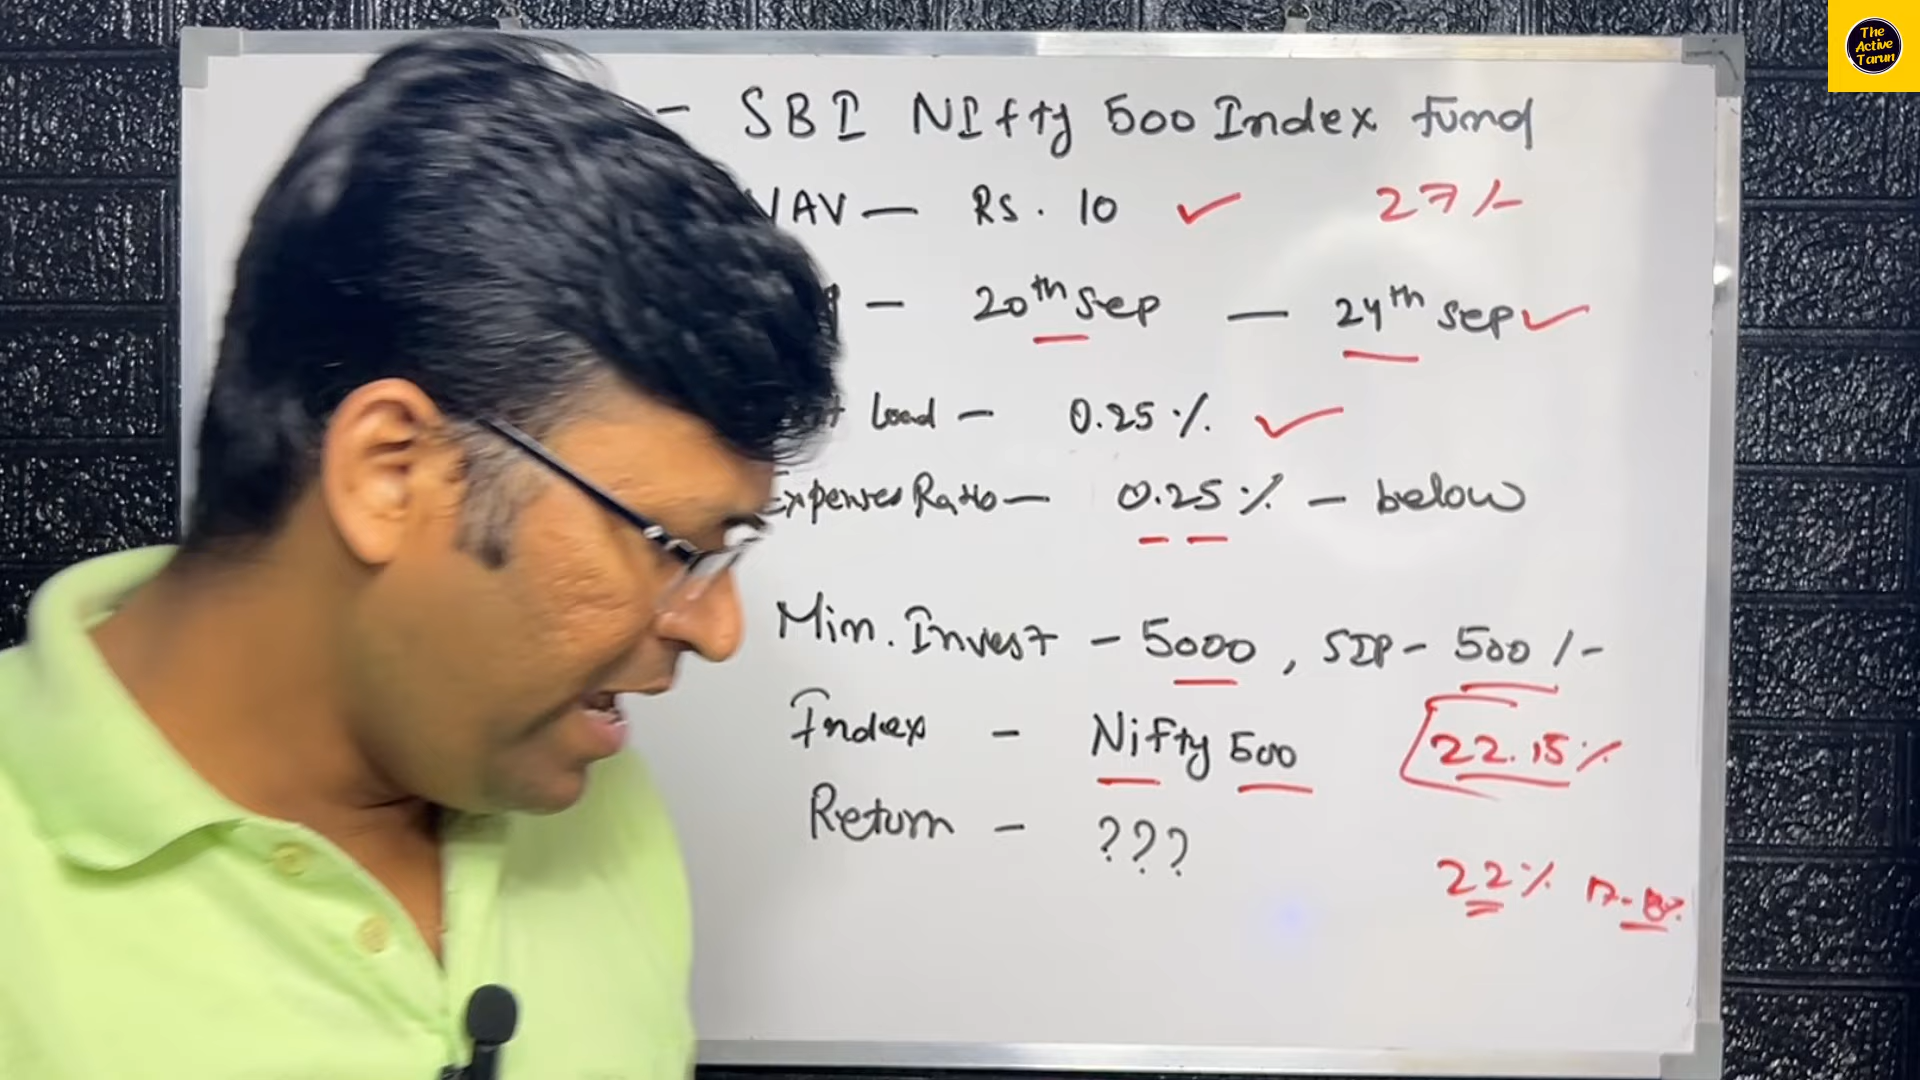 The
Active
Tarun
- SBI NIfty 500 Index fund
NAV — RS. 10 27/-
— 20th Sep — 24th Sep
Load — 0.25%
Expenses Ratio — 0.25% — below
Min. Invest - 5000, SIP - 500/-
Index - Nifty 500 22.15%
Return - ???
22%